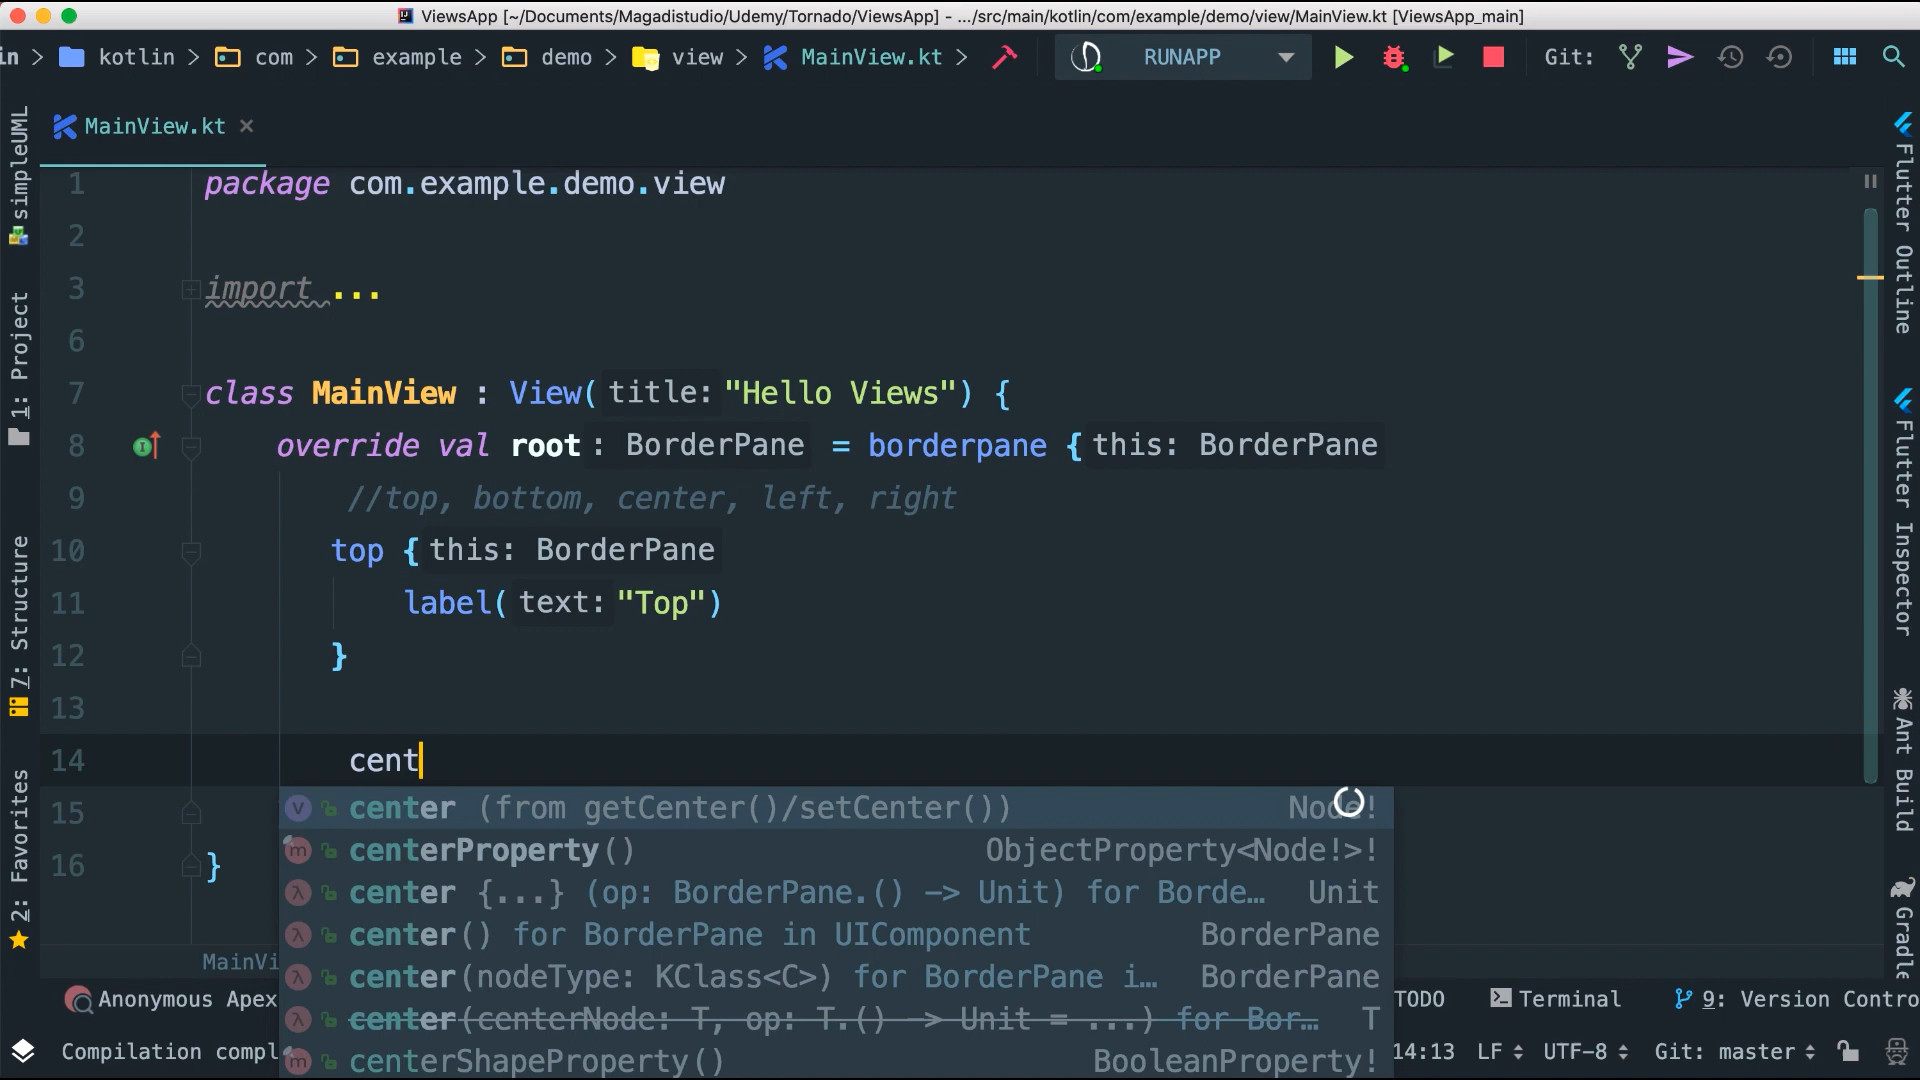 ViewsApp [~/Documents/Magadistudio/Udemy/Tornado/ViewsApp] - .../src/main/kotlin/com/example/demo/view/MainView.kt [ViewsApp_main]
in > kotlin > com > example > demo > view > MainView.kt > RUNAPP Git:
MainView.kt ×
1 package com.example.demo.view
2
3 import ...
6
7 class MainView : View( title: "Hello Views") {
8 override val root : BorderPane = borderpane { this: BorderPane
9 //top, bottom, center, left, right
10 top { this: BorderPane
11 label( text: "Top")
12 }
13
14 cent
15
16 }
center (from getCenter()/setCenter()) Node!
centerProperty() ObjectProperty<Node!>!
center {...} (op: BorderPane.() -> Unit) for Borde… Unit
center() for BorderPane in UIComponent BorderPane
center(nodeType: KClass<C>) for BorderPane i… BorderPane
center(centerNode: T, op: T.() -> Unit = ...) for Bor… T
centerShapeProperty() BooleanProperty!
MainVi
Anonymous Apex TODO Terminal 9: Version Contro
Compilation compl 14:13 LF UTF-8 Git: master
simpleUML
1: Project
7: Structure
2: Favorites
Flutter Outline
Flutter Inspector
Ant Build
Gradle